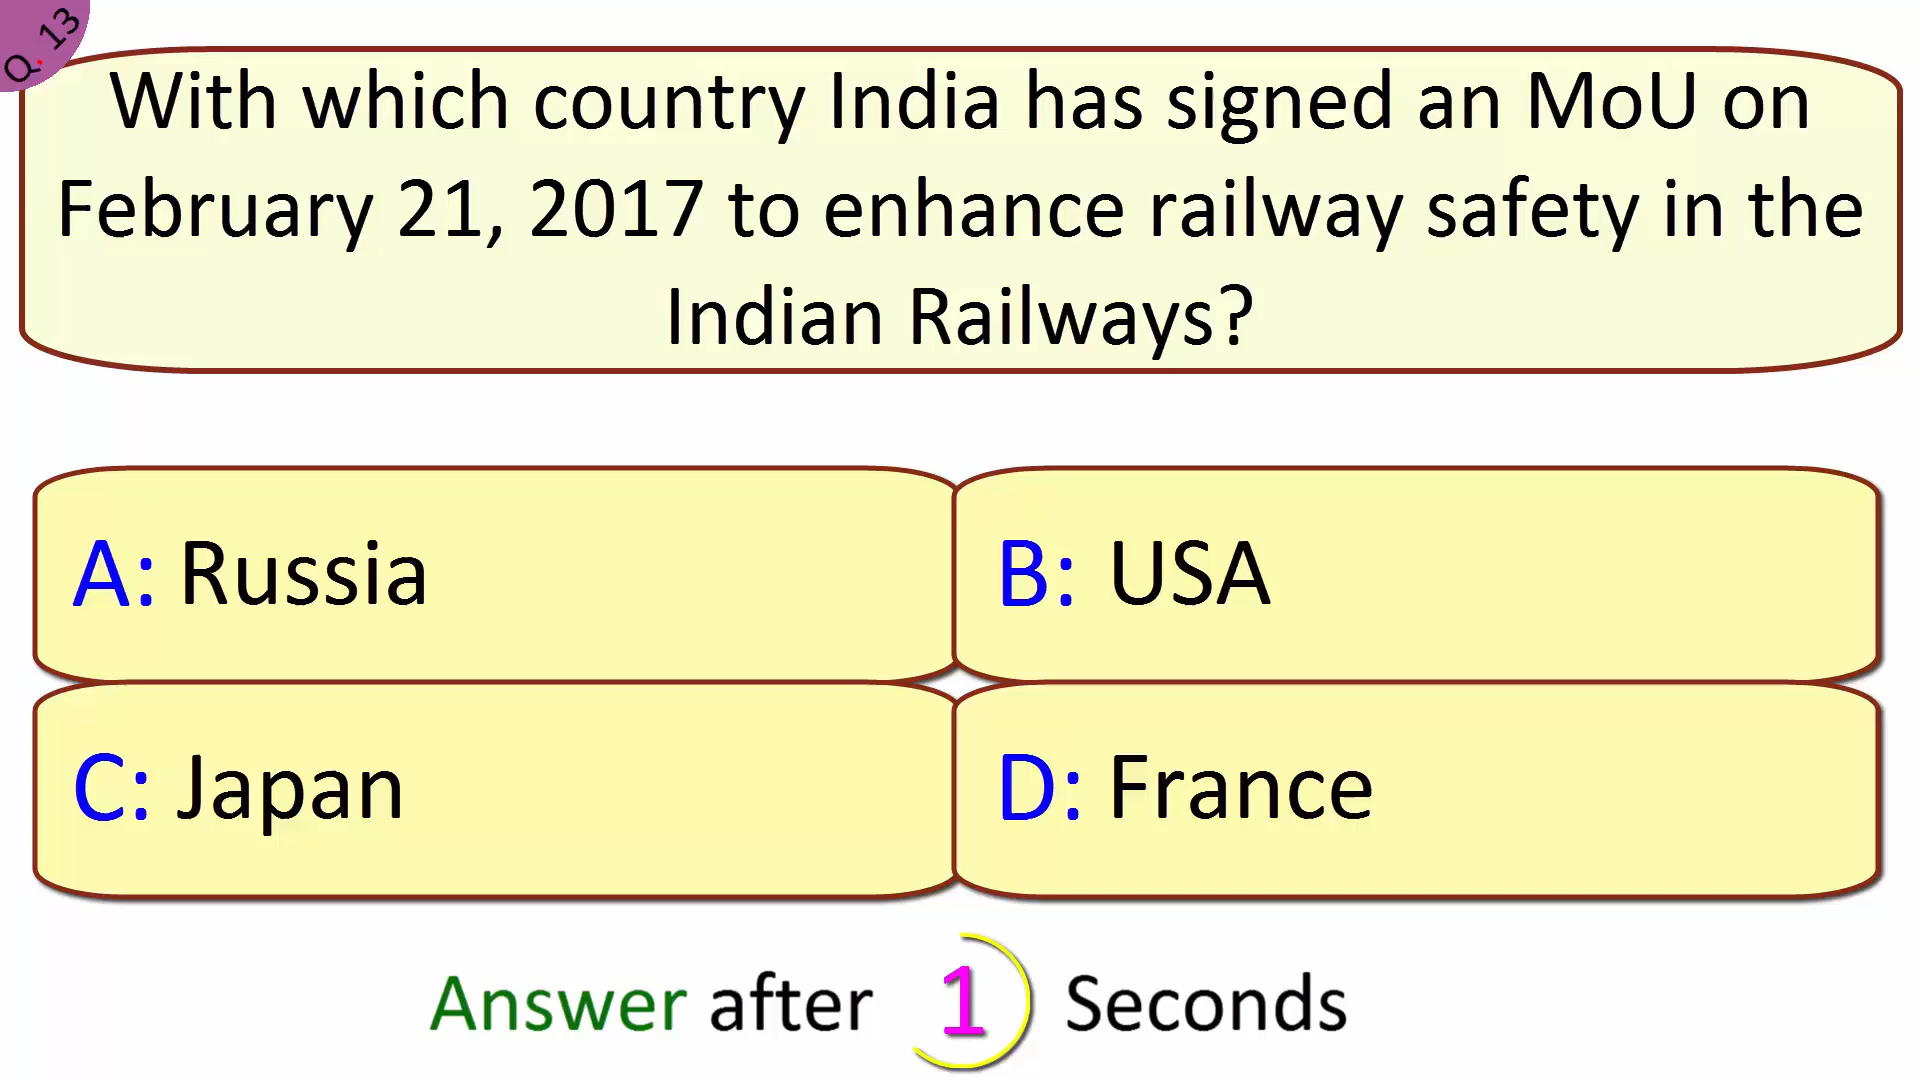 Q. 13
With which country India has signed an MoU on
February 21, 2017 to enhance railway safety in the
Indian Railways?
A: Russia
B: USA
C: Japan
D: France
Answer after 1 Seconds